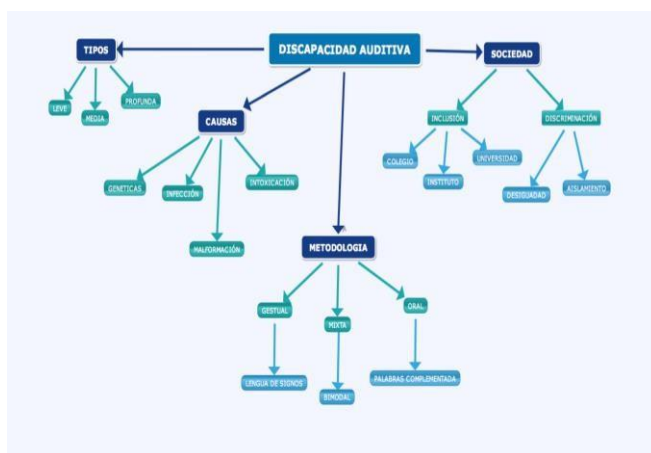 DISCAPACIDAD AUDITIVA
TIPOS
SOCIEDAD
LEVE
MEDIA
PROFUNDA
CAUSAS
GENETICAS
INFECCIÓN
MALFORMACIÓN
INTOXICACIÓN
INCLUSIÓN
DISCRIMINACIÓN
COLEGIO
INSTITUTO
UNIVERSIDAD
DESIGUADAD
AISLAMIENTO
METODOLOGIA
GESTUAL
MIXTA
ORAL
LENGUA DE SIGNOS
BIMODAL
PALABRAS COMPLEMENTADA